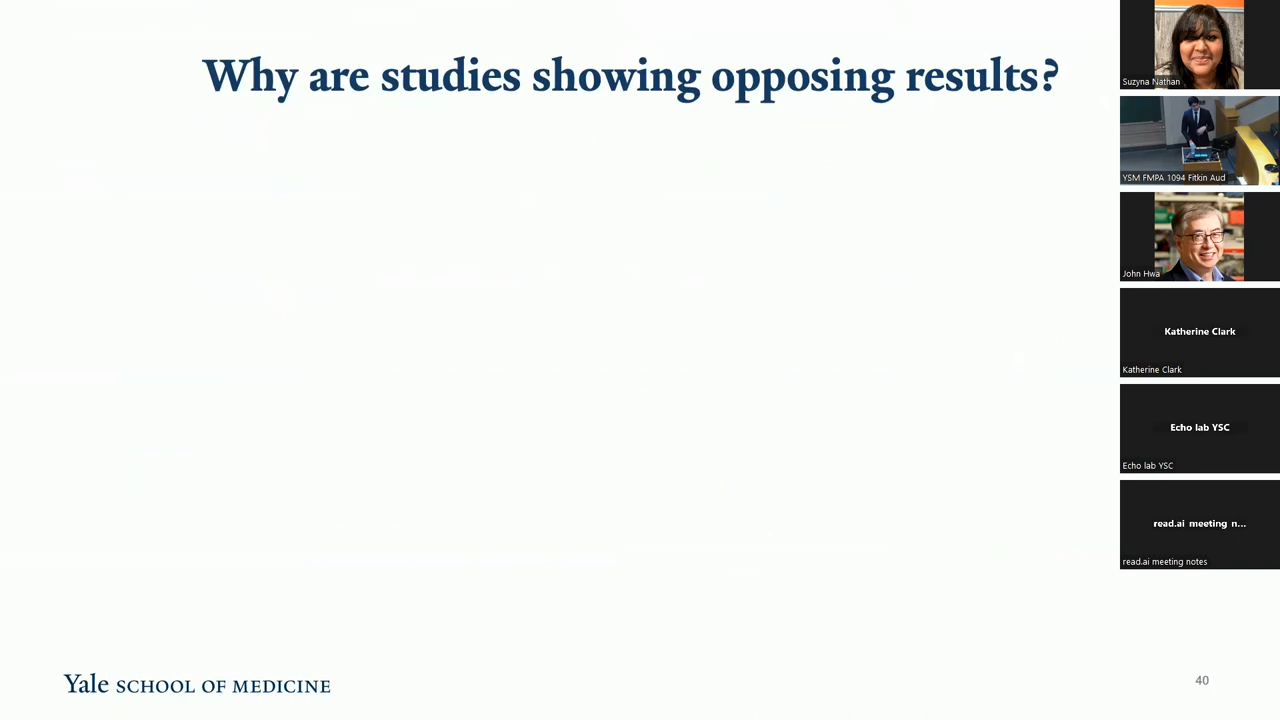 Why are studies showing opposing results?
Suzyna Nathan
YSM FMPA 1094 Fitkin Aud
John Hwa
Katherine Clark
Katherine Clark
Echo lab YSC
Echo lab YSC
read.ai meeting n...
read.ai meeting notes
Yale SCHOOL OF MEDICINE
40